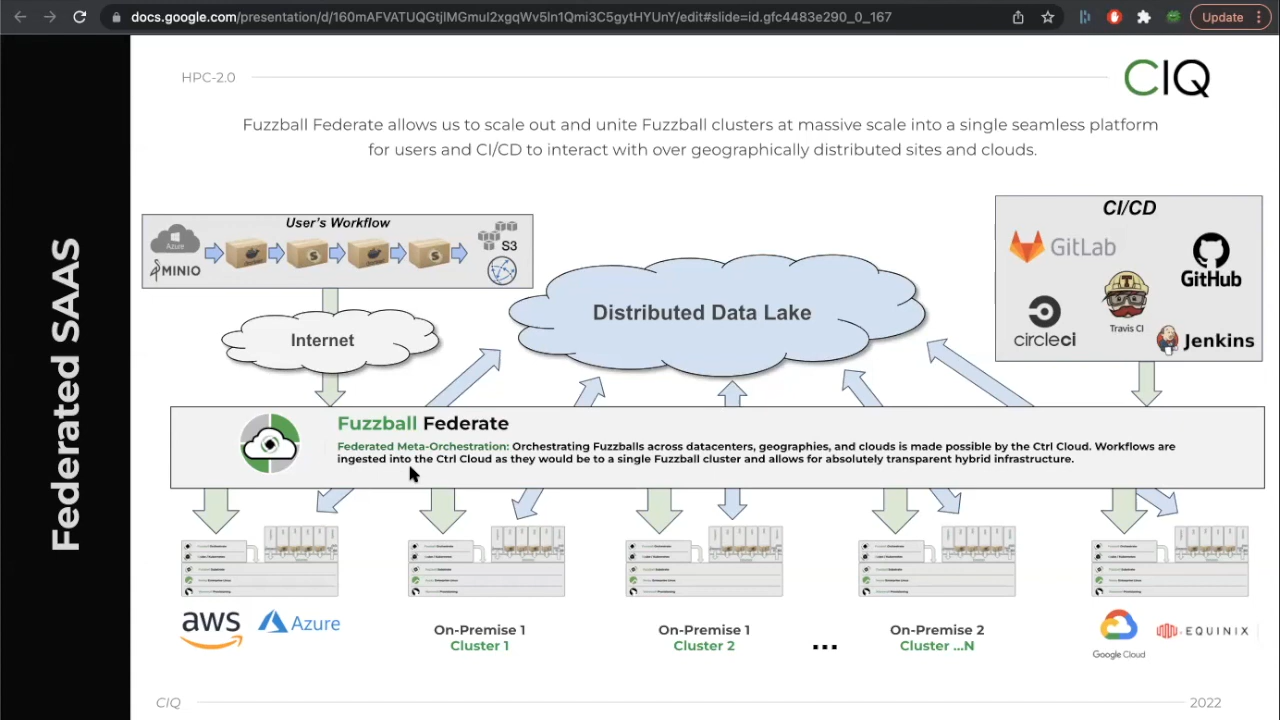 docs.google.com/presentation/d/160mAFVATUQGtjlMGmul2xgqWv5ln1Qmi3C5gytHYUnY/edit#slide=id.gfc4483e290_0_167
Update
HPC-2.0
CIQ
Fuzzball Federate allows us to scale out and unite Fuzzball clusters at massive scale into a single seamless platform
for users and CI/CD to interact with over geographically distributed sites and clouds.
Federated SAAS
User's Workflow
Azure
MINIO
S
S
S3
Internet
Distributed Data Lake
CI/CD
GitLab
GitHub
circleci
Travis CI
Jenkins
Fuzzball Federate
Federated Meta-Orchestration: Orchestrating Fuzzballs across datacenters, geographies, and clouds is made possible by the Ctrl Cloud. Workflows are
ingested into the Ctrl Cloud as they would be to a single Fuzzball cluster and allows for absolutely transparent hybrid infrastructure.
aws
Azure
On-Premise 1
Cluster 1
On-Premise 1
Cluster 2
...
On-Premise 2
Cluster ...N
Google Cloud
EQUINIX
CIQ
2022